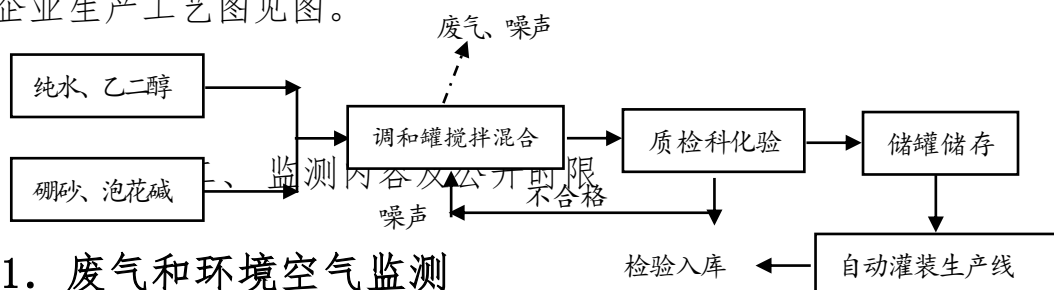 企业生产工艺图见图。
废气、噪声
纯水、乙二醇
调和罐搅拌混合
质检科化验
储罐储存
硼砂、泡花碱
、监测内容及公开时限
不合格
噪声
1. 废气和环境空气监测
检验入库
自动灌装生产线